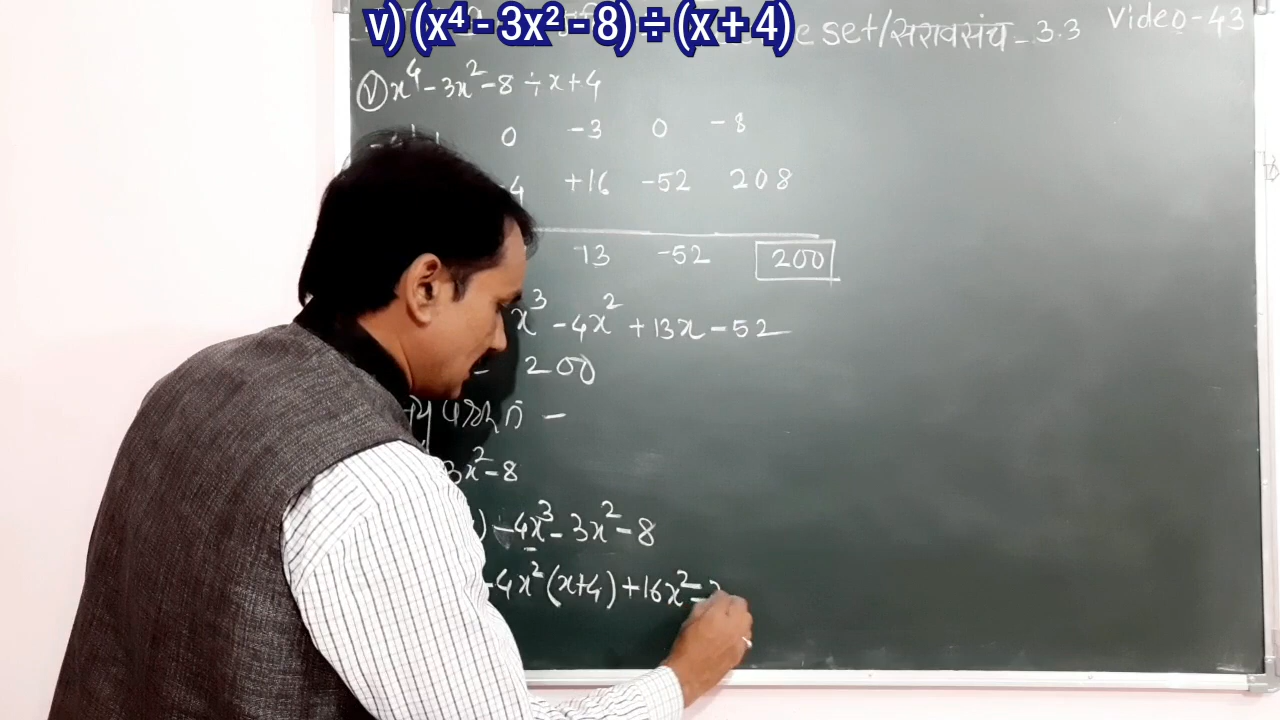 v) (x⁴ - 3x² - 8) ÷ (x + 4)
set/सरावसंच - 3.3 Video - 43
(v) x⁴ - 3x² - 8 ÷ x + 4
0 -3 0 -8
4 +16 -52 208
13 -52 200
x³ - 4x² + 13x - 52
- 200
-
3x² - 8
) - 4x³ - 3x² - 8
- 4x² (x+4) + 16x² -